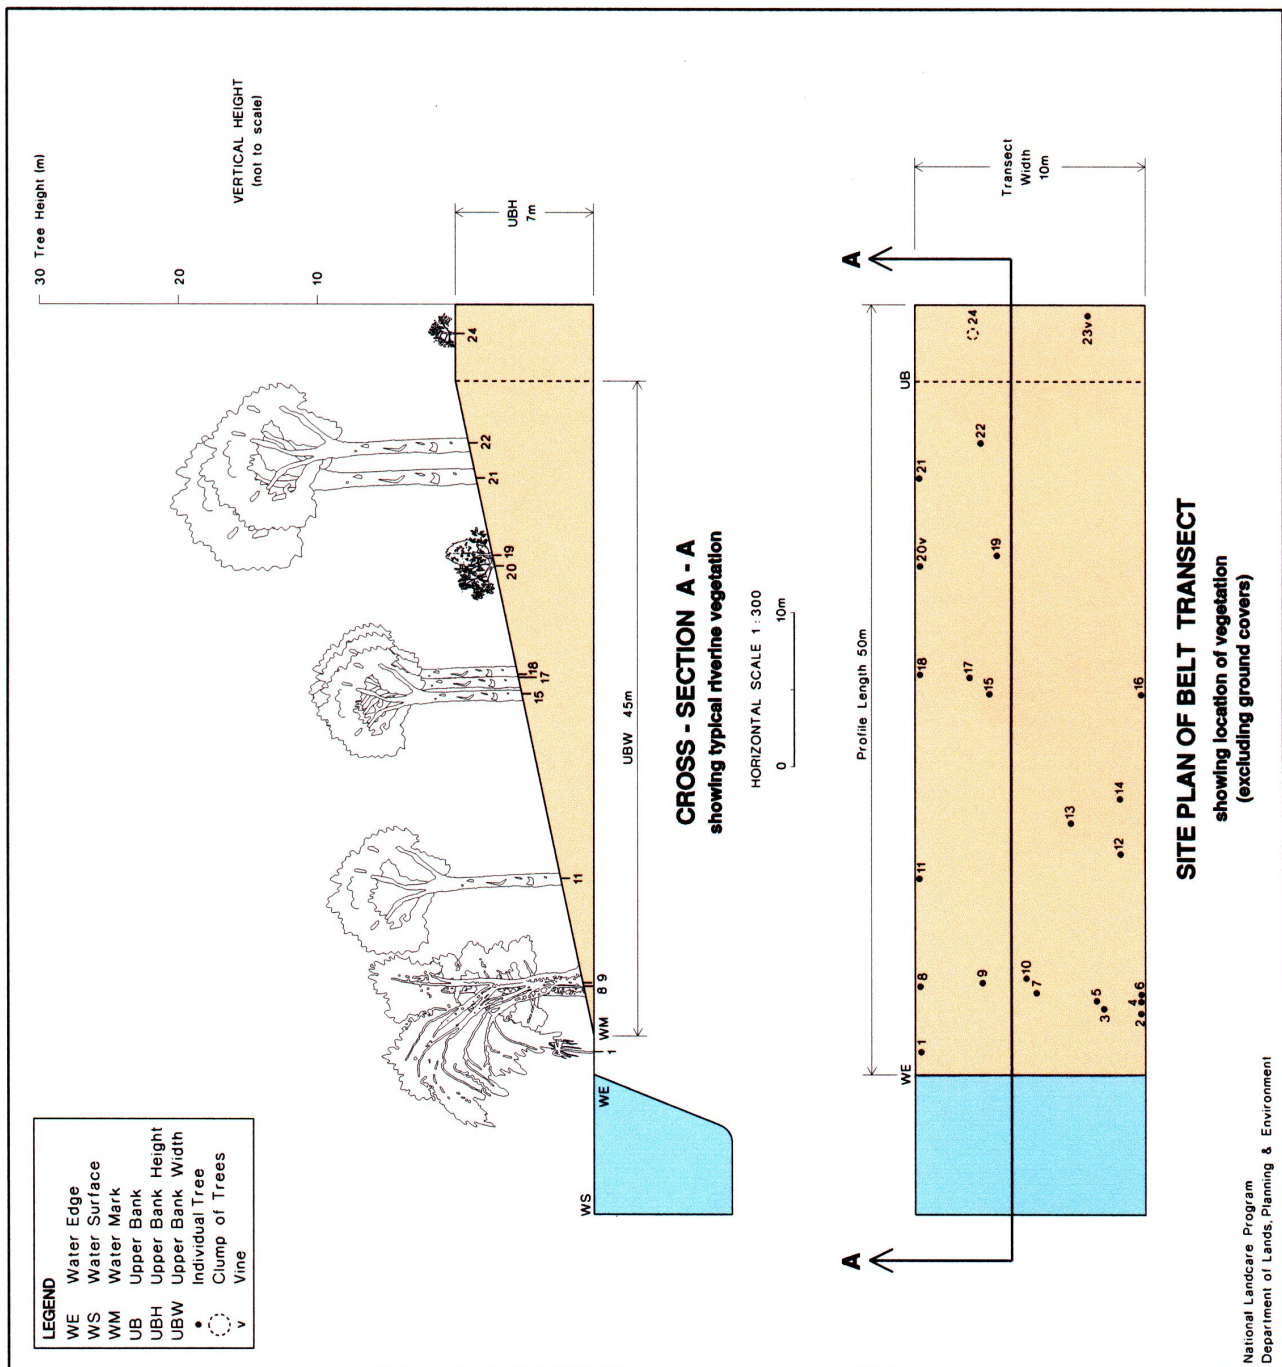 LEGEND
WE Water Edge
WS Water Surface
WM Water Mark
UB Upper Bank
UBH Upper Bank Height
UBW Upper Bank Width
• Individual Tree
Clump of Trees
v Vine
30 Tree Height (m)
20
10
VERTICAL HEIGHT
(not to scale)
UBH
7m
WS
WE
WM
1
8
9
11
15
17
18
20
19
21
22
24
UBW 45m
CROSS - SECTION A - A
showing typical riverine vegetation
HORIZONTAL SCALE 1 : 300
0
10m
Profile Length 50m
A
A
WE
UB
Transect
Width
10m
1
8
11
18
20v
21
9
15
17
19
22
24
10
7
13
3
5
12
14
23v
2
4
6
16
SITE PLAN OF BELT TRANSECT
showing location of vegetation
(excluding ground covers)
National Landcare Program
Department of Lands, Planning & Environment